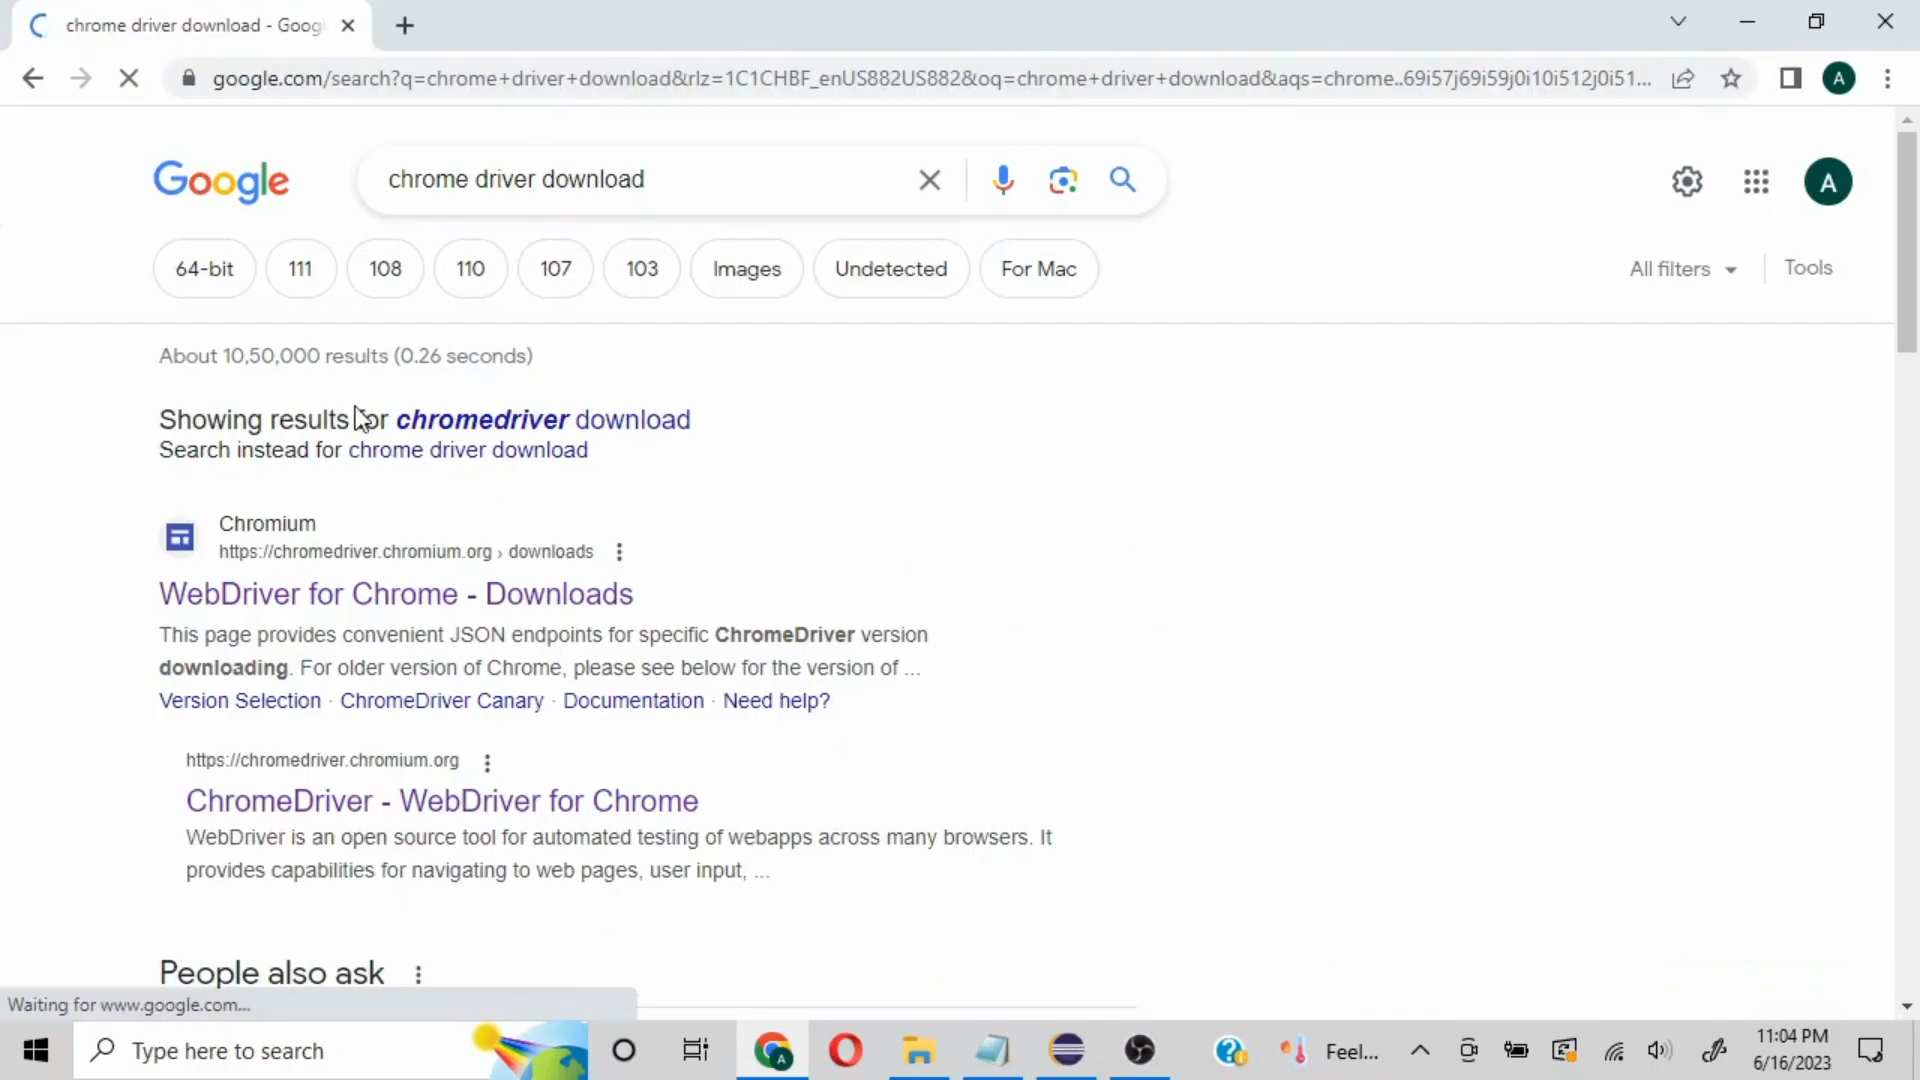 chrome driver download - Goog
google.com/search?q=chrome+driver+download&rlz=1C1CHBF_enUS882US882&oq=chrome+driver+download&aqs=chrome..69i57j69i59j0i10i512j0i51...
A
Google
chrome driver download
A
64-bit
111
108
110
107
103
Images
Undetected
For Mac
All filters
Tools
About 10,50,000 results (0.26 seconds)
Showing results for chromedriver download
Search instead for chrome driver download
Chromium
https://chromedriver.chromium.org › downloads
WebDriver for Chrome - Downloads
This page provides convenient JSON endpoints for specific ChromeDriver version
downloading. For older version of Chrome, please see below for the version of ...
Version Selection · ChromeDriver Canary · Documentation · Need help?
https://chromedriver.chromium.org
ChromeDriver - WebDriver for Chrome
WebDriver is an open source tool for automated testing of webapps across many browsers. It
provides capabilities for navigating to web pages, user input, ...
People also ask
Waiting for www.google.com...
Type here to search
A
Feel...
11:04 PM
6/16/2023